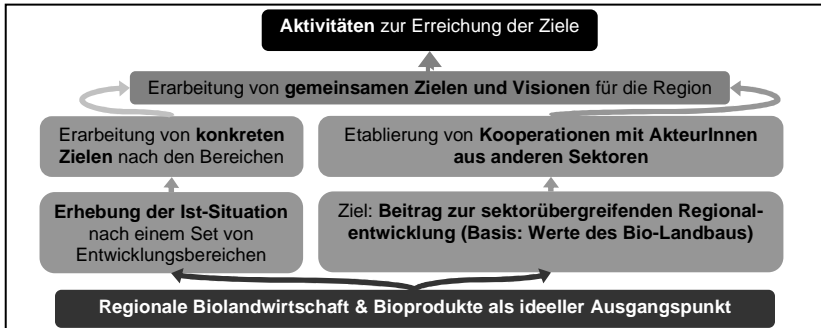 Aktivitäten zur Erreichung der Ziele
Erarbeitung von gemeinsamen Zielen und Visionen für die Region
Erarbeitung von konkreten
Zielen nach den Bereichen
Etablierung von Kooperationen mit AkteurInnen
aus anderen Sektoren
Erhebung der Ist-Situation
nach einem Set von
Entwicklungsbereichen
Ziel: Beitrag zur sektorübergreifenden Regional-
entwicklung (Basis: Werte des Bio-Landbaus)
Regionale Biolandwirtschaft & Bioprodukte als ideeller Ausgangspunkt